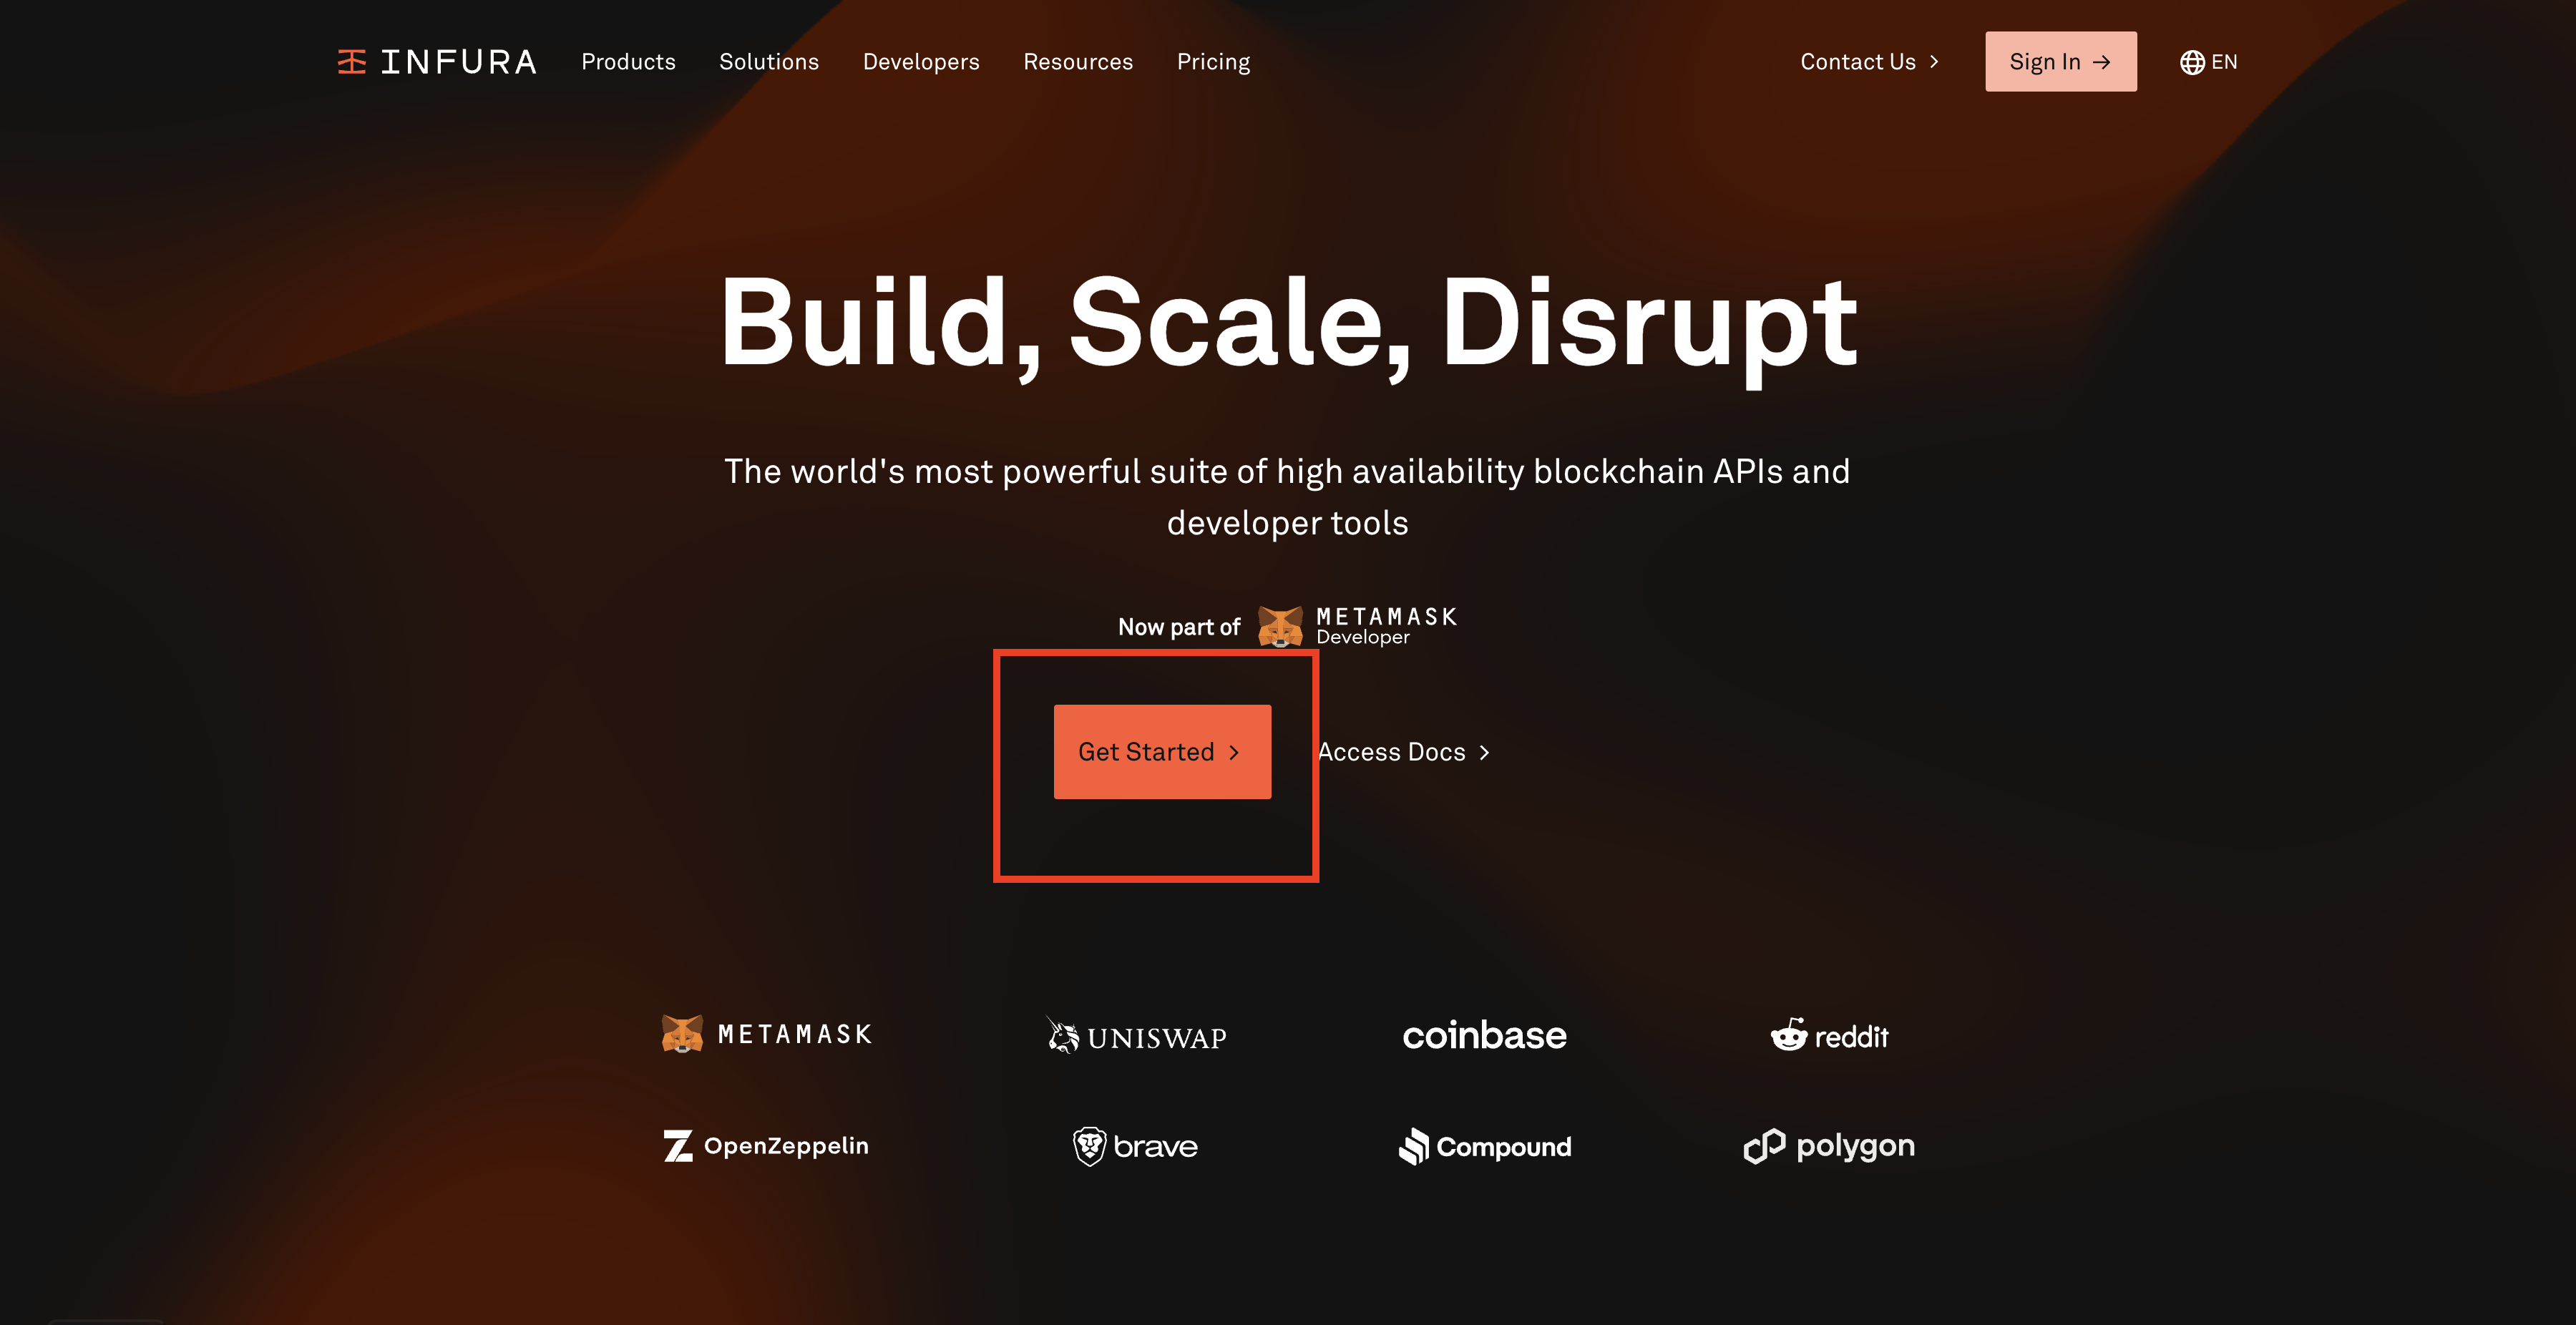 INFURA Products Solutions Developers Resources Pricing Contact Us Sign In EN
Build, Scale, Disrupt
The world's most powerful suite of high availability blockchain APIs and
developer tools
Now part of METAMASK
Developer
Get Started Access Docs
METAMASK UNISWAP coinbase reddit
OpenZeppelin brave Compound polygon